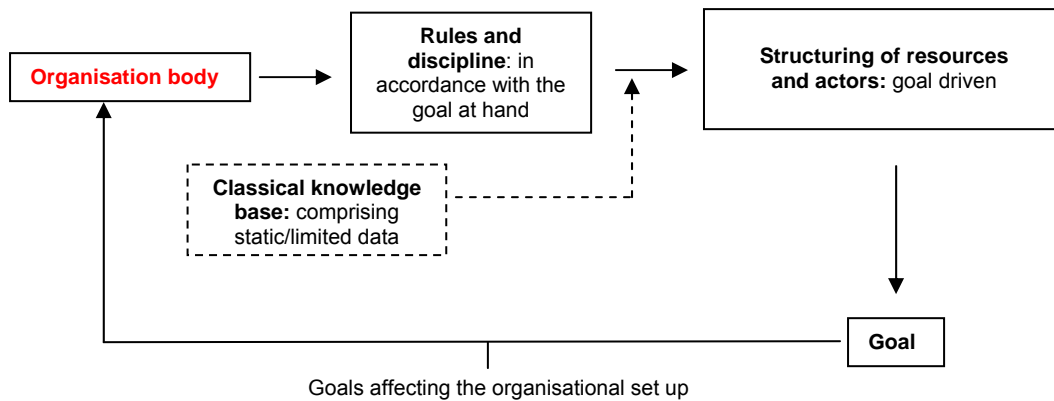 Organisation body
Rules and
discipline: in
accordance with the
goal at hand
Structuring of resources
and actors: goal driven
Classical knowledge
base: comprising
static/limited data
Goal
Goals affecting the organisational set up